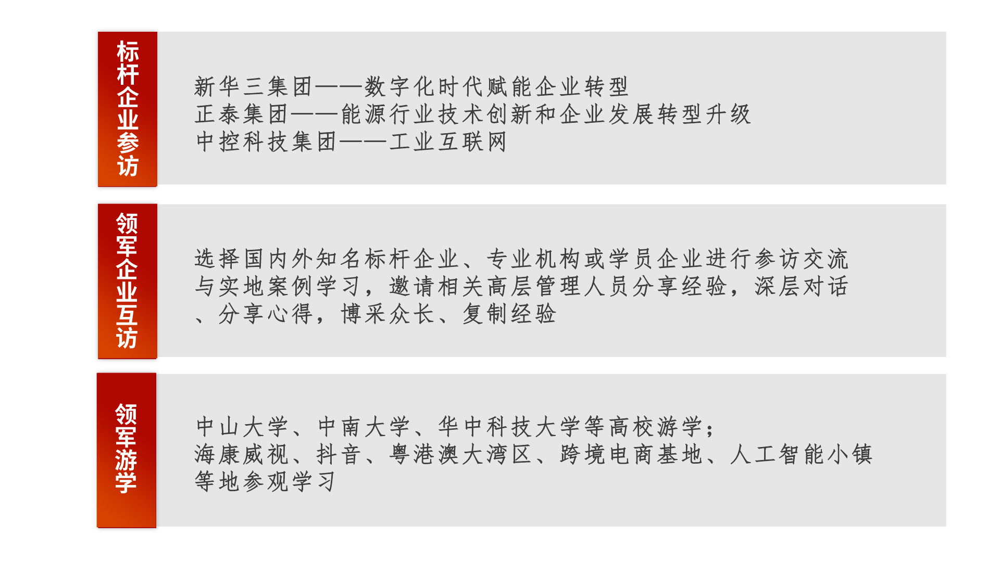 标杆企业参访
新华三集团——数字化时代赋能企业转型
正泰集团——能源行业技术创新和企业发展转型升级
中控科技集团——工业互联网
领军企业互访
选择国内外知名标杆企业、专业机构或学员企业进行参访交流
与实地案例学习，邀请相关高层管理人员分享经验，深层对话
、分享心得，博采众长、复制经验
领军游学
中山大学、中南大学、华中科技大学等高校游学；
海康威视、抖音、粤港澳大湾区、跨境电商基地、人工智能小镇
等地参观学习